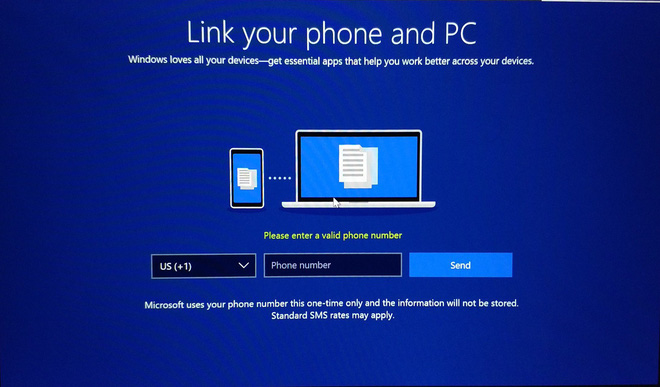 Link your phone and PC
Windows loves all your devices—get essential apps that help you work better across your devices.
Please enter a valid phone number
US (+1)
Phone number
Send
Microsoft uses your phone number this one-time only and the information will not be stored.
Standard SMS rates may apply.